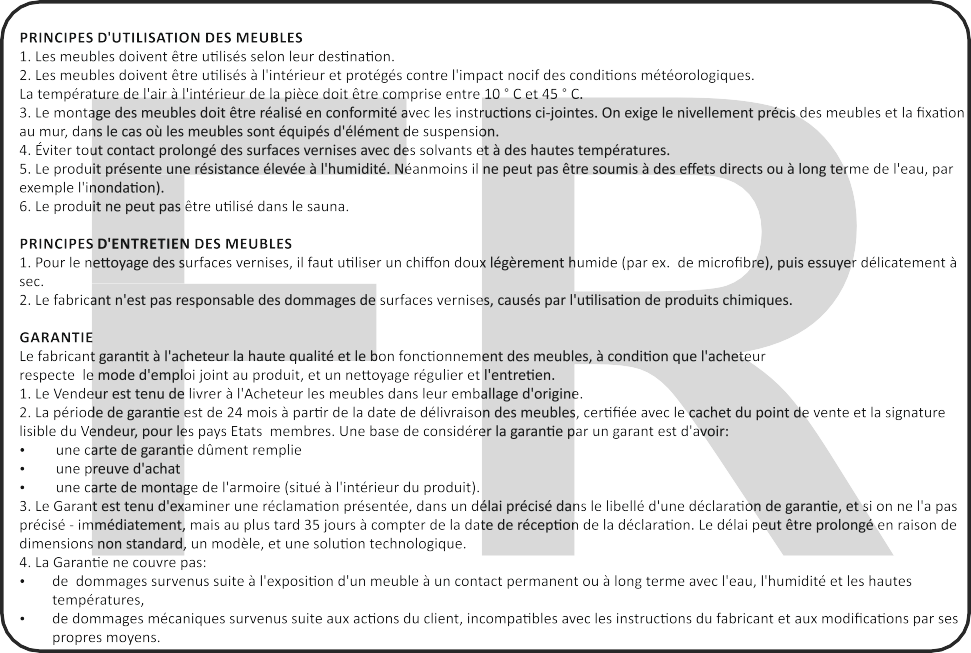 PRINCIPES D'UTILISATION DES MEUBLES
1. Les meubles doivent être utilisés selon leur destination.
2. Les meubles doivent être utilisés à l'intérieur et protégés contre l'impact nocif des conditions météorologiques.
La température de l'air à l'intérieur de la pièce doit être comprise entre 10 ° C et 45 ° C.
3. Le montage des meubles doit être réalisé en conformité avec les instructions ci-jointes. On exige le nivellement précis des meubles et la fixation
au mur, dans le cas où les meubles sont équipés d'élément de suspension.
4. Éviter tout contact prolongé des surfaces vernises avec des solvants et à des hautes températures.
5. Le produit présente une résistance élevée à l'humidité. Néanmoins il ne peut pas être soumis à des effets directs ou à long terme de l'eau, par
exemple l'inondation).
6. Le produit ne peut pas être utilisé dans le sauna.
PRINCIPES D'ENTRETIEN DES MEUBLES
1. Pour le nettoyage des surfaces vernises, il faut utiliser un chiffon doux légèrement humide (par ex. de microfibre), puis essuyer délicatement à
sec.
2. Le fabricant n'est pas responsable des dommages de surfaces vernises, causés par l'utilisation de produits chimiques.
GARANTIE
Le fabricant garantit à l'acheteur la haute qualité et le bon fonctionnement des meubles, à condition que l'acheteur
respecte le mode d'emploi joint au produit, et un nettoyage régulier et l'entretien.
1. Le Vendeur est tenu de livrer à l'Acheteur les meubles dans leur emballage d'origine.
2. La période de garantie est de 24 mois à partir de la date de délivraison des meubles, certifiée avec le cachet du point de vente et la signature
lisible du Vendeur, pour les pays Etats membres. Une base de considérer la garantie par un garant est d'avoir:
• une carte de garantie dûment remplie
• une preuve d'achat
• une carte de montage de l'armoire (situé à l'intérieur du produit).
3. Le Garant est tenu d'examiner une réclamation présentée, dans un délai précisé dans le libellé d'une déclaration de garantie, et si on ne l'a pas
précisé - immédiatement, mais au plus tard 35 jours à compter de la date de réception de la déclaration. Le délai peut être prolongé en raison de
dimensions non standard, un modèle, et une solution technologique.
4. La Garantie ne couvre pas:
• de dommages survenus suite à l'exposition d'un meuble à un contact permanent ou à long terme avec l'eau, l'humidité et les hautes
températures,
• de dommages mécaniques survenus suite aux actions du client, incompatibles avec les instructions du fabricant et aux modifications par ses
propres moyens.
FR